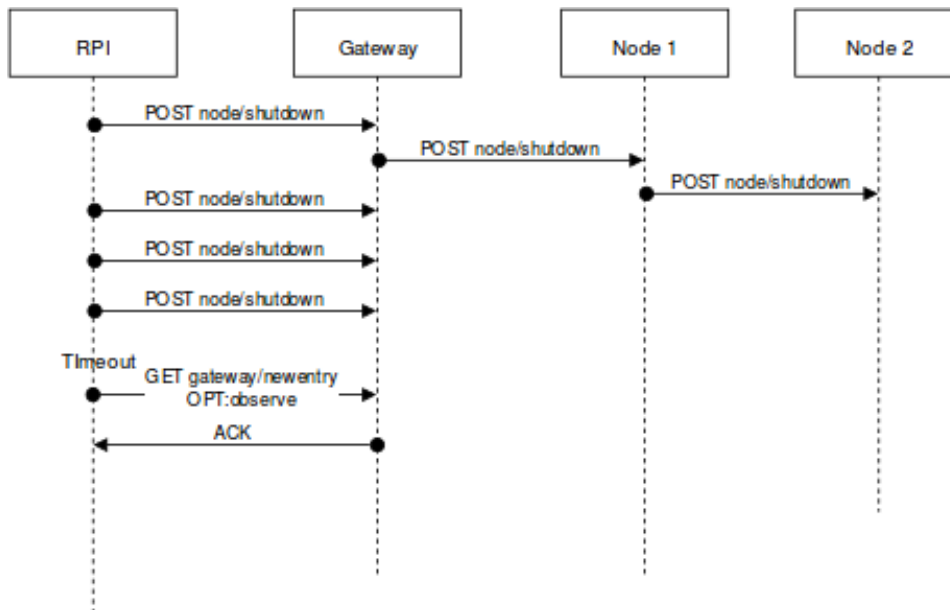 RPI
Gateway
Node 1
Node 2
POST node/shutdown
POST node/shutdown
POST node/shutdown
POST node/shutdown
POST node/shutdown
POST node/shutdown
TImeout
GET gateway/newentry
OPT:observe
ACK